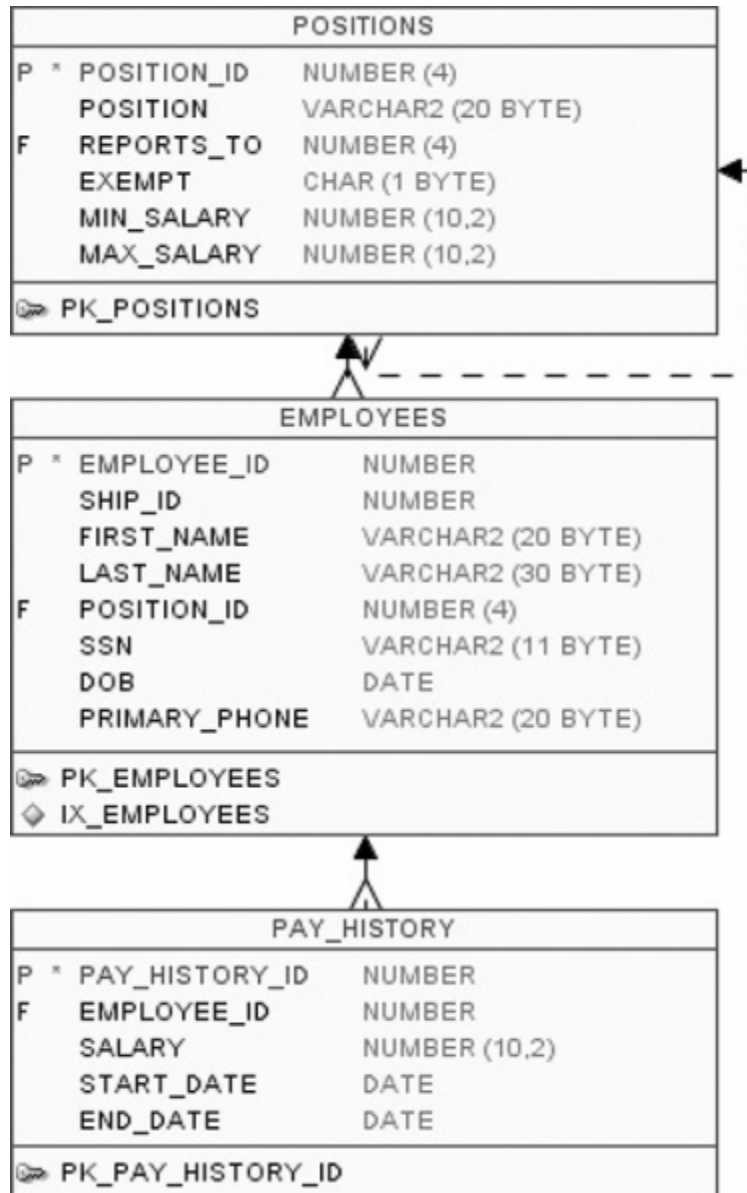 POSITIONS
P * POSITION_ID NUMBER (4)
POSITION VARCHAR2 (20 BYTE)
F REPORTS_TO NUMBER (4)
EXEMPT CHAR (1 BYTE)
MIN_SALARY NUMBER (10,2)
MAX_SALARY NUMBER (10,2)
PK_POSITIONS
EMPLOYEES
P * EMPLOYEE_ID NUMBER
SHIP_ID NUMBER
FIRST_NAME VARCHAR2 (20 BYTE)
LAST_NAME VARCHAR2 (30 BYTE)
F POSITION_ID NUMBER (4)
SSN VARCHAR2 (11 BYTE)
DOB DATE
PRIMARY_PHONE VARCHAR2 (20 BYTE)
PK_EMPLOYEES
IX_EMPLOYEES
PAY_HISTORY
P * PAY_HISTORY_ID NUMBER
F EMPLOYEE_ID NUMBER
SALARY NUMBER (10,2)
START_DATE DATE
END_DATE DATE
PK_PAY_HISTORY_ID